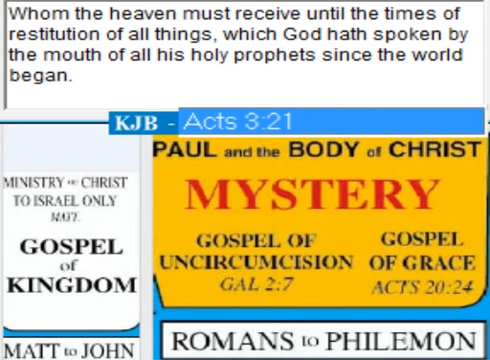 Whom the heaven must receive until the times of
restitution of all things, which God hath spoken by
the mouth of all his holy prophets since the world
began.
KJB - Acts 3:21
MINISTRY OF CHRIST
TO ISRAEL ONLY
MATT.
GOSPEL
of
KINGDOM
MATT to JOHN
PAUL and the BODY of CHRIST
MYSTERY
GOSPEL OF
UNCIRCUMCISION
GAL 2:7
GOSPEL
OF GRACE
ACTS 20:24
ROMANS to PHILEMON